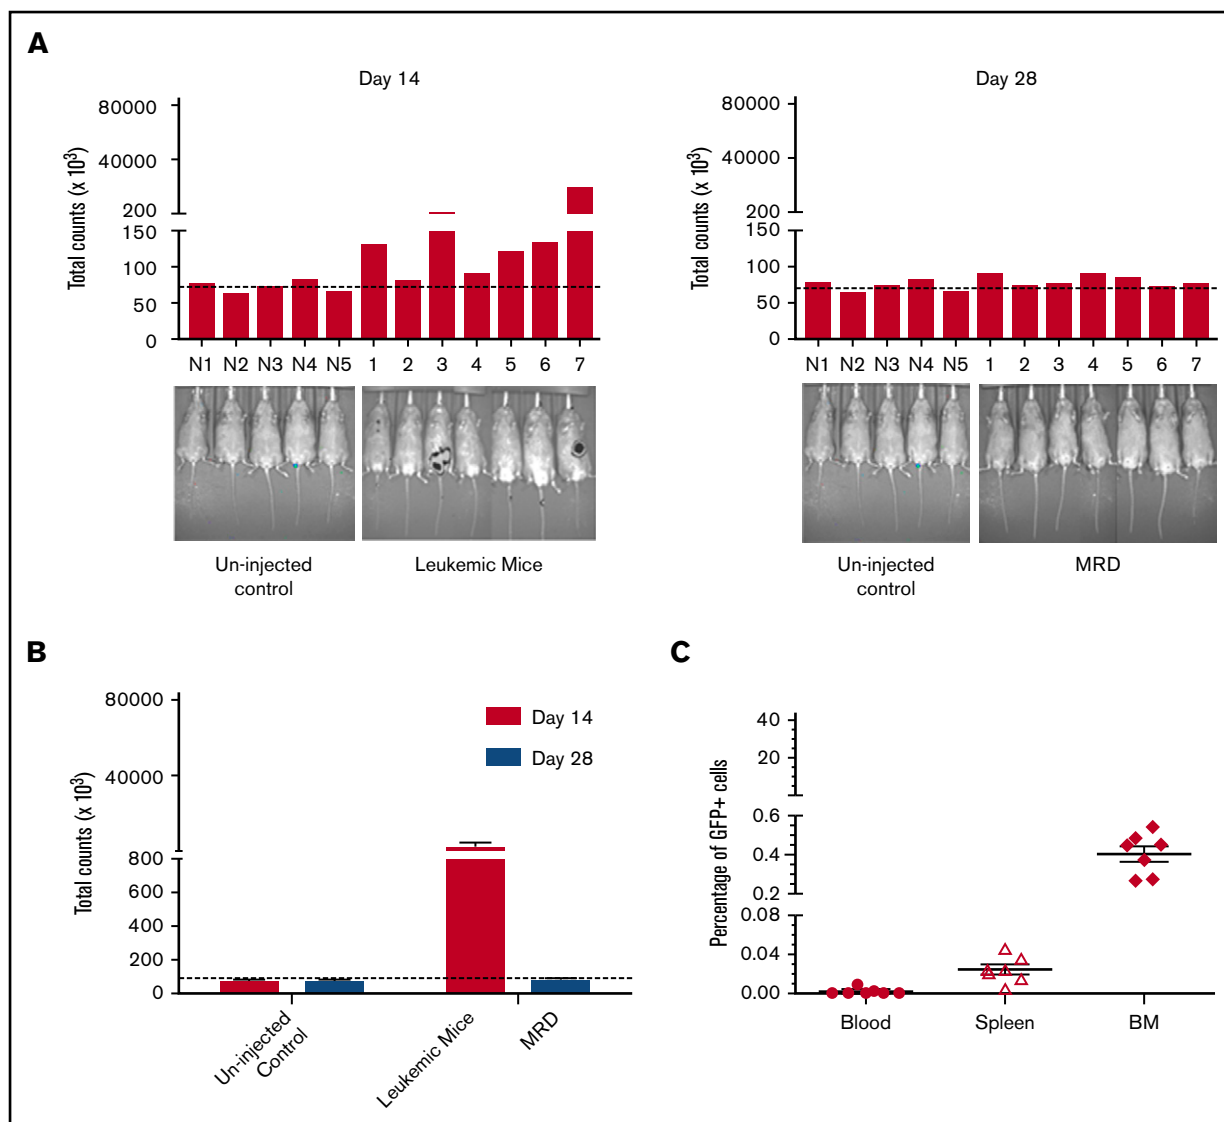 A
Day 14
Total counts (x 10³)
80000
40000
200
150
100
50
0
N1 N2 N3 N4 N5 1 2 3 4 5 6 7
Un-injected
control
Leukemic Mice
Day 28
Total counts (x 10³)
80000
40000
200
150
100
50
0
N1 N2 N3 N4 N5 1 2 3 4 5 6 7
Un-injected
control
MRD
B
Total counts (x 10³)
80000
40000
800
600
400
200
0
Day 14
Day 28
Un-injected
Control
Leukemic Mice
MRD
C
Percentage of GFP+ cells
40
20
0.6
0.4
0.2
0.08
0.04
0.00
Blood
Spleen
BM